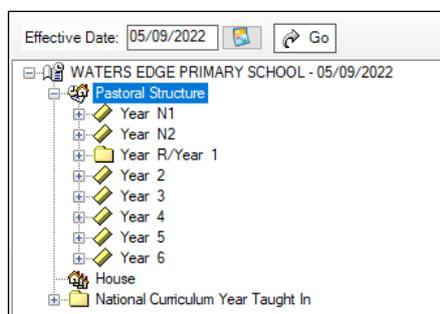 Effective Date: 05/09/2022 Go
WATERS EDGE PRIMARY SCHOOL - 05/09/2022
Pastoral Structure
Year N1
Year N2
Year R/Year 1
Year 2
Year 3
Year 4
Year 5
Year 6
House
National Curriculum Year Taught In